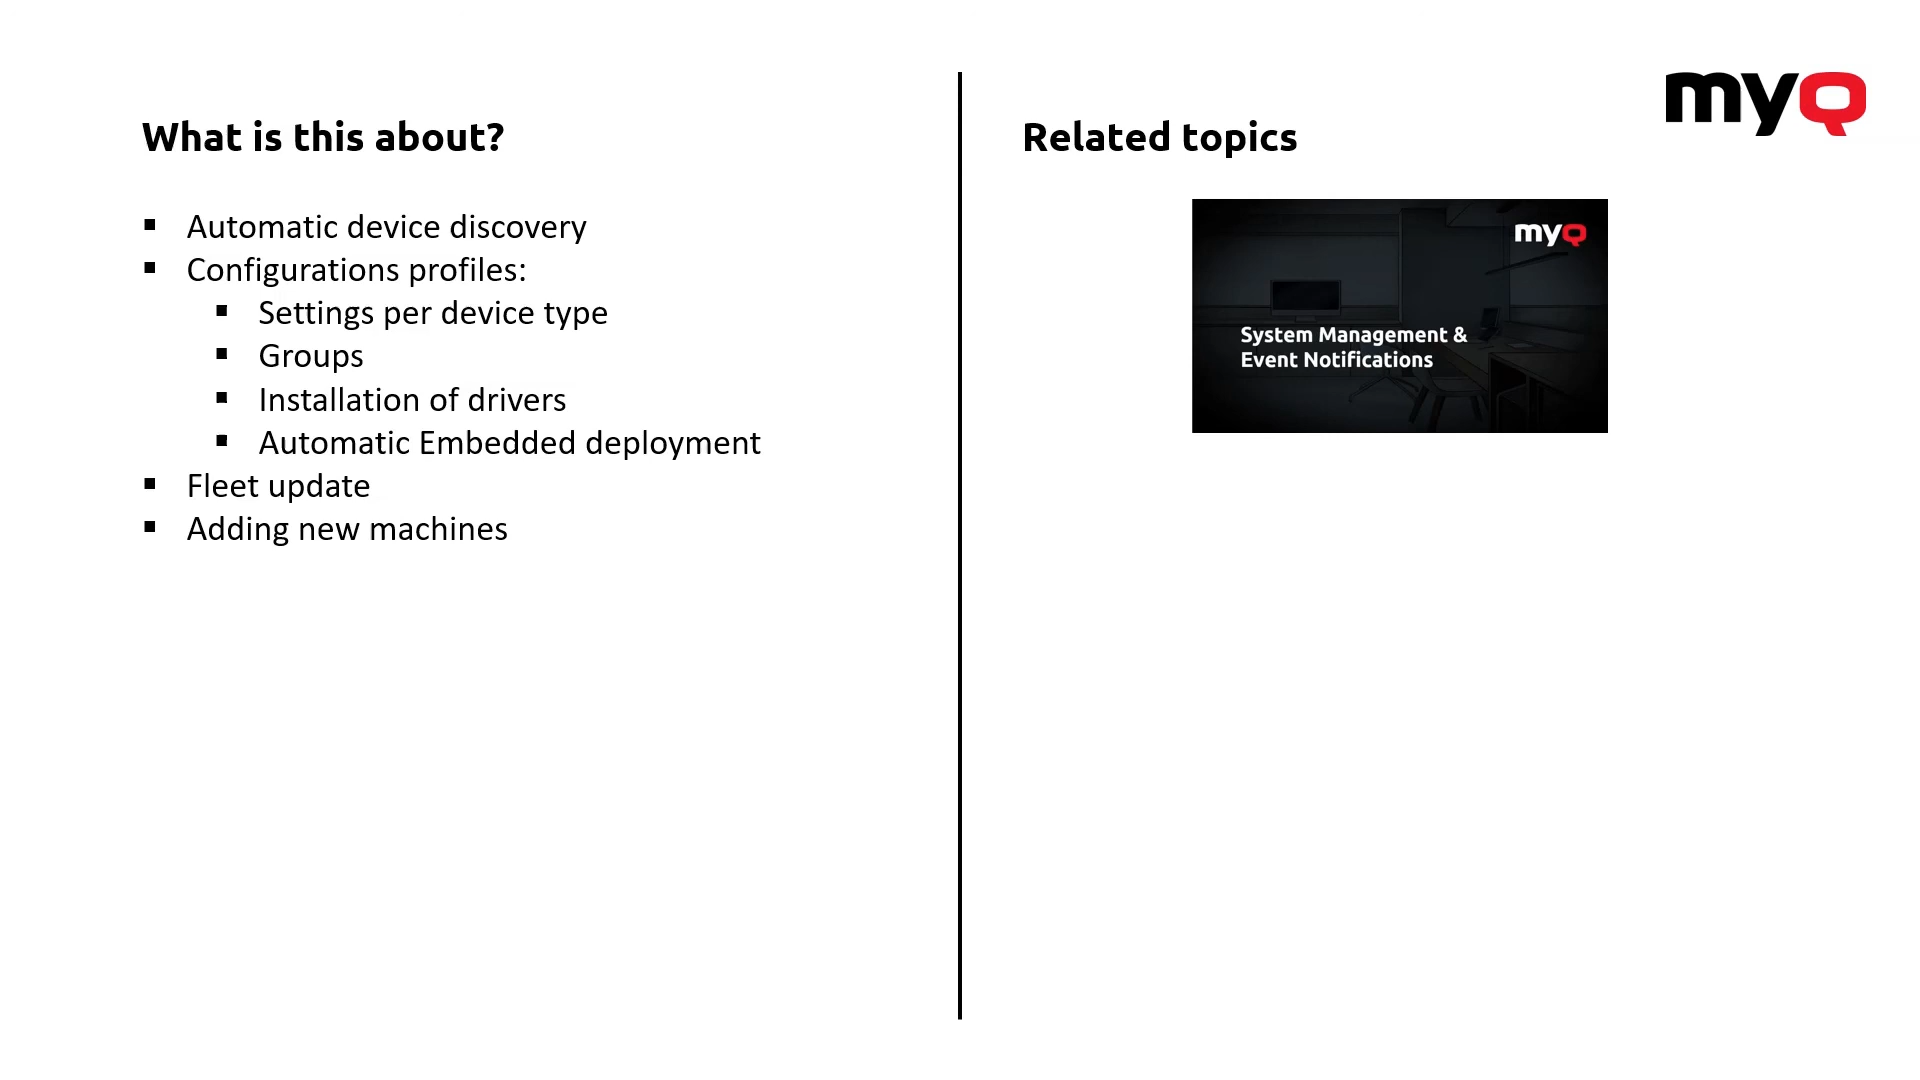 What is this about?
▪ Automatic device discovery
▪ Configurations profiles:
▪ Settings per device type
▪ Groups
▪ Installation of drivers
▪ Automatic Embedded deployment
▪ Fleet update
▪ Adding new machines
myQ
Related topics
myQ
System Management &
Event Notifications